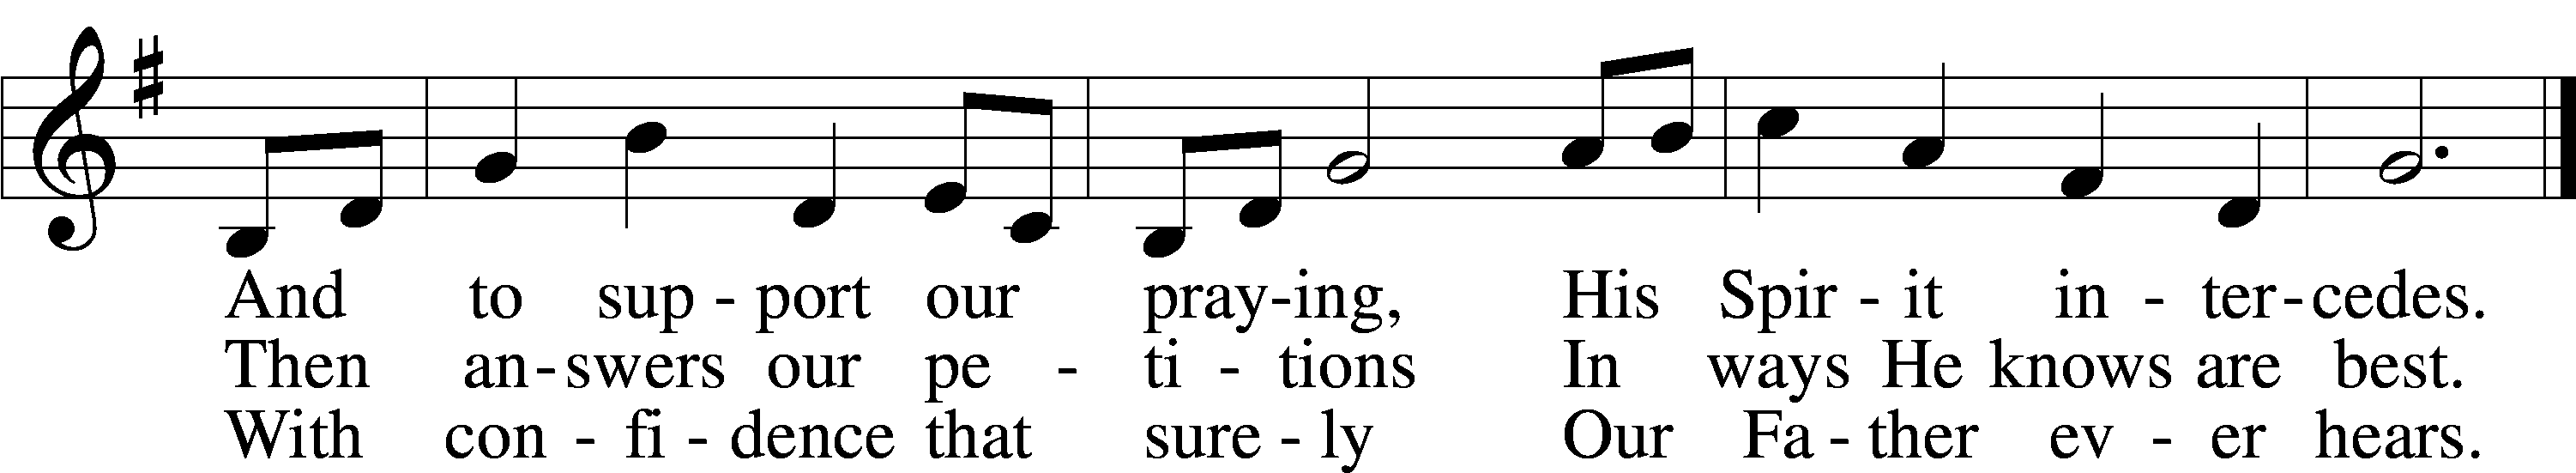 And to sup - port our pray-ing, His Spir - it in - ter-cedes.
Then an-swers our pe - ti - tions In ways He knows are best.
With con - fi - dence that sure - ly Our Fa - ther ev - er hears.